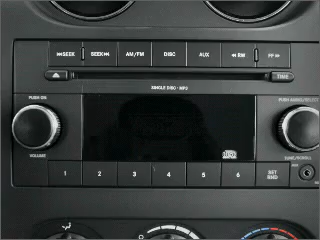 ⏮SEEK SEEK⏭ AM/FM DISC AUX ◀◀ RW FF ▶▶
TIME
SINGLE DISC · MP3
PUSH-ON
PUSH AUDIO/SELECT
VOLUME
TUNE/SCROLL
1 2 3 4 5 6 SET
RND